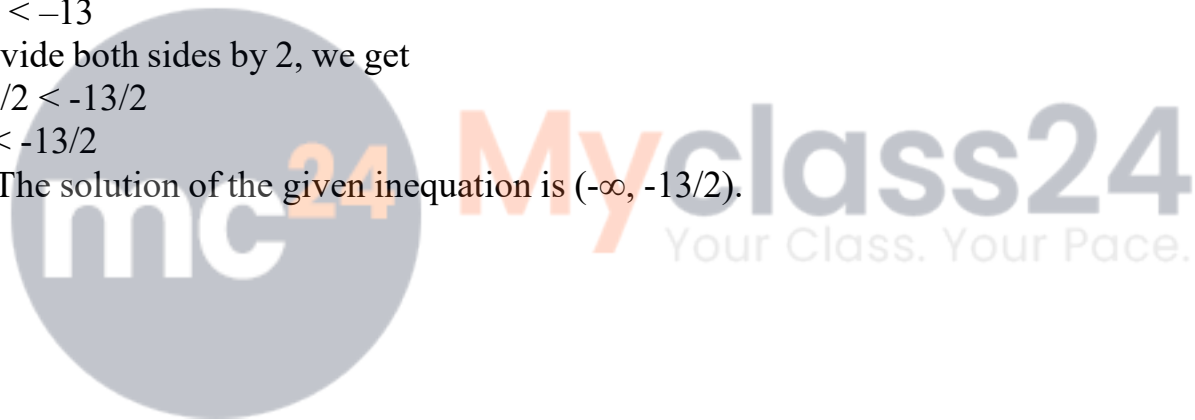 < –13
vide both sides by 2, we get
/2 < -13/2
< -13/2
The solution of the given inequation is (-∞, -13/2).
mc24 Myclass24
Your Class. Your Pace.